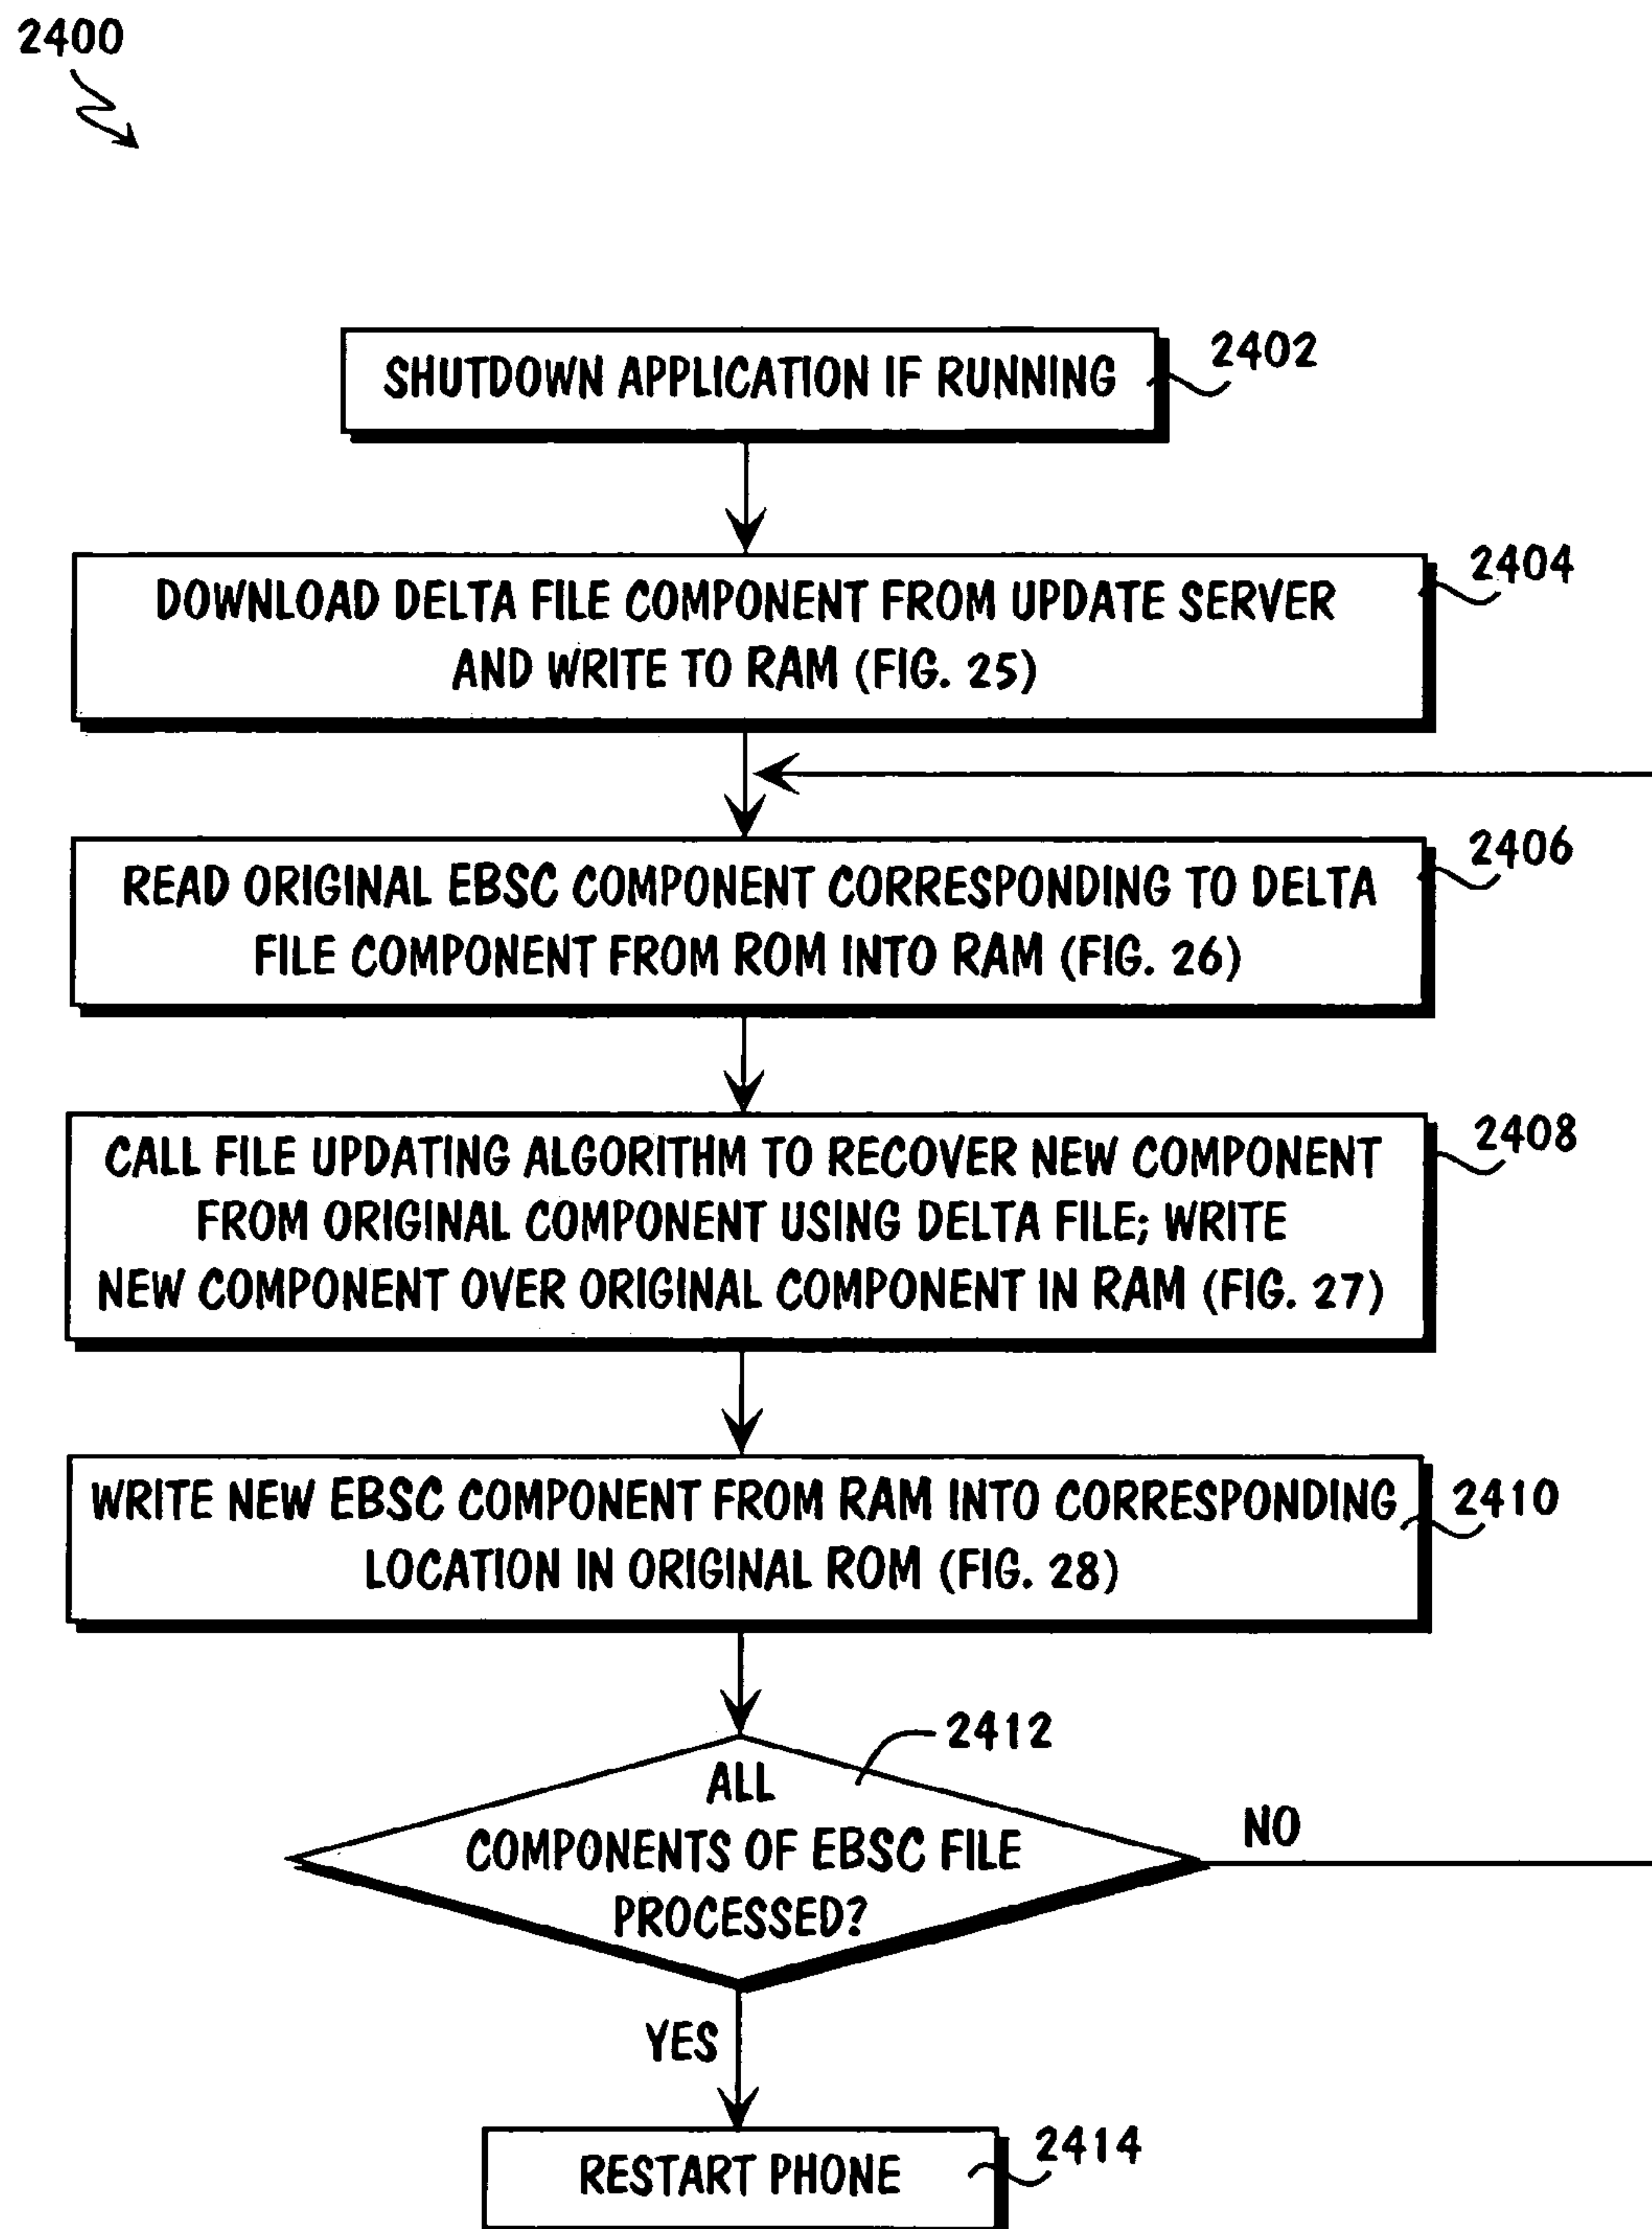 2400
SHUTDOWN APPLICATION IF RUNNING
2402
DOWNLOAD DELTA FILE COMPONENT FROM UPDATE SERVER
AND WRITE TO RAM (FIG. 25)
2404
READ ORIGINAL EBSC COMPONENT CORRESPONDING TO DELTA
FILE COMPONENT FROM ROM INTO RAM (FIG. 26)
2406
CALL FILE UPDATING ALGORITHM TO RECOVER NEW COMPONENT
FROM ORIGINAL COMPONENT USING DELTA FILE; WRITE
NEW COMPONENT OVER ORIGINAL COMPONENT IN RAM (FIG. 27)
2408
WRITE NEW EBSC COMPONENT FROM RAM INTO CORRESPONDING
LOCATION IN ORIGINAL ROM (FIG. 28)
2410
2412
ALL
COMPONENTS OF EBSC FILE
PROCESSED?
NO
YES
RESTART PHONE
2414